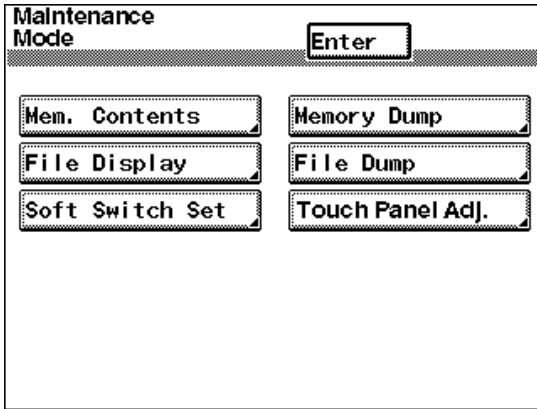 Maintenance
Mode
Enter
Mem. Contents
Memory Dump
File Display
File Dump
Soft Switch Set
Touch Panel Adj.